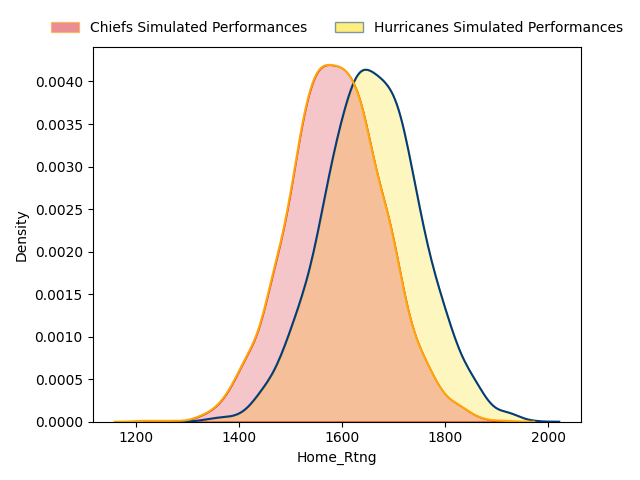 Chiefs Simulated Performances Hurricanes Simulated Performances
0.0040
0.0035
0.0030
0.0025
0.0020
0.0015
0.0010
0.0005
0.0000
Density
1200 1400 1600 1800 2000
Home_Rtng